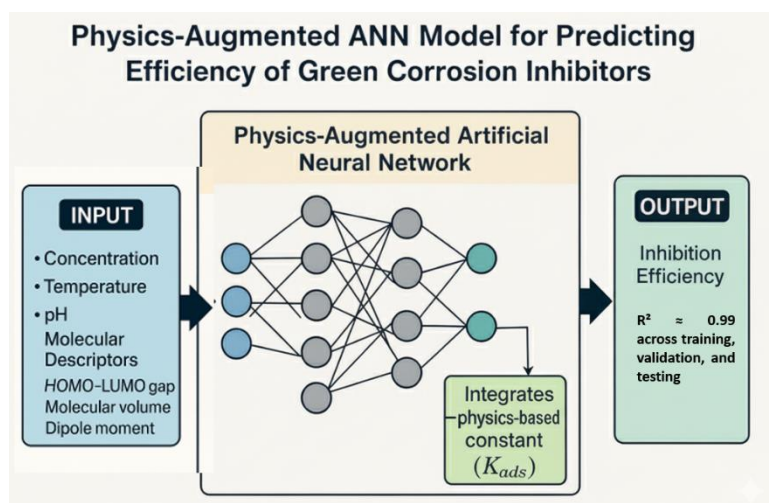 Physics-Augmented ANN Model for Predicting
Efficiency of Green Corrosion Inhibitors
Physics-Augmented Artificial
Neural Network
INPUT
• Concentration
• Temperature
• pH
Molecular
Descriptors
HOMO-LUMO gap
Molecular volume
Dipole moment
Integrates
physics-based
constant
(K_ads)
OUTPUT
Inhibition
Efficiency
R² ≈ 0.99
across training,
validation, and
testing